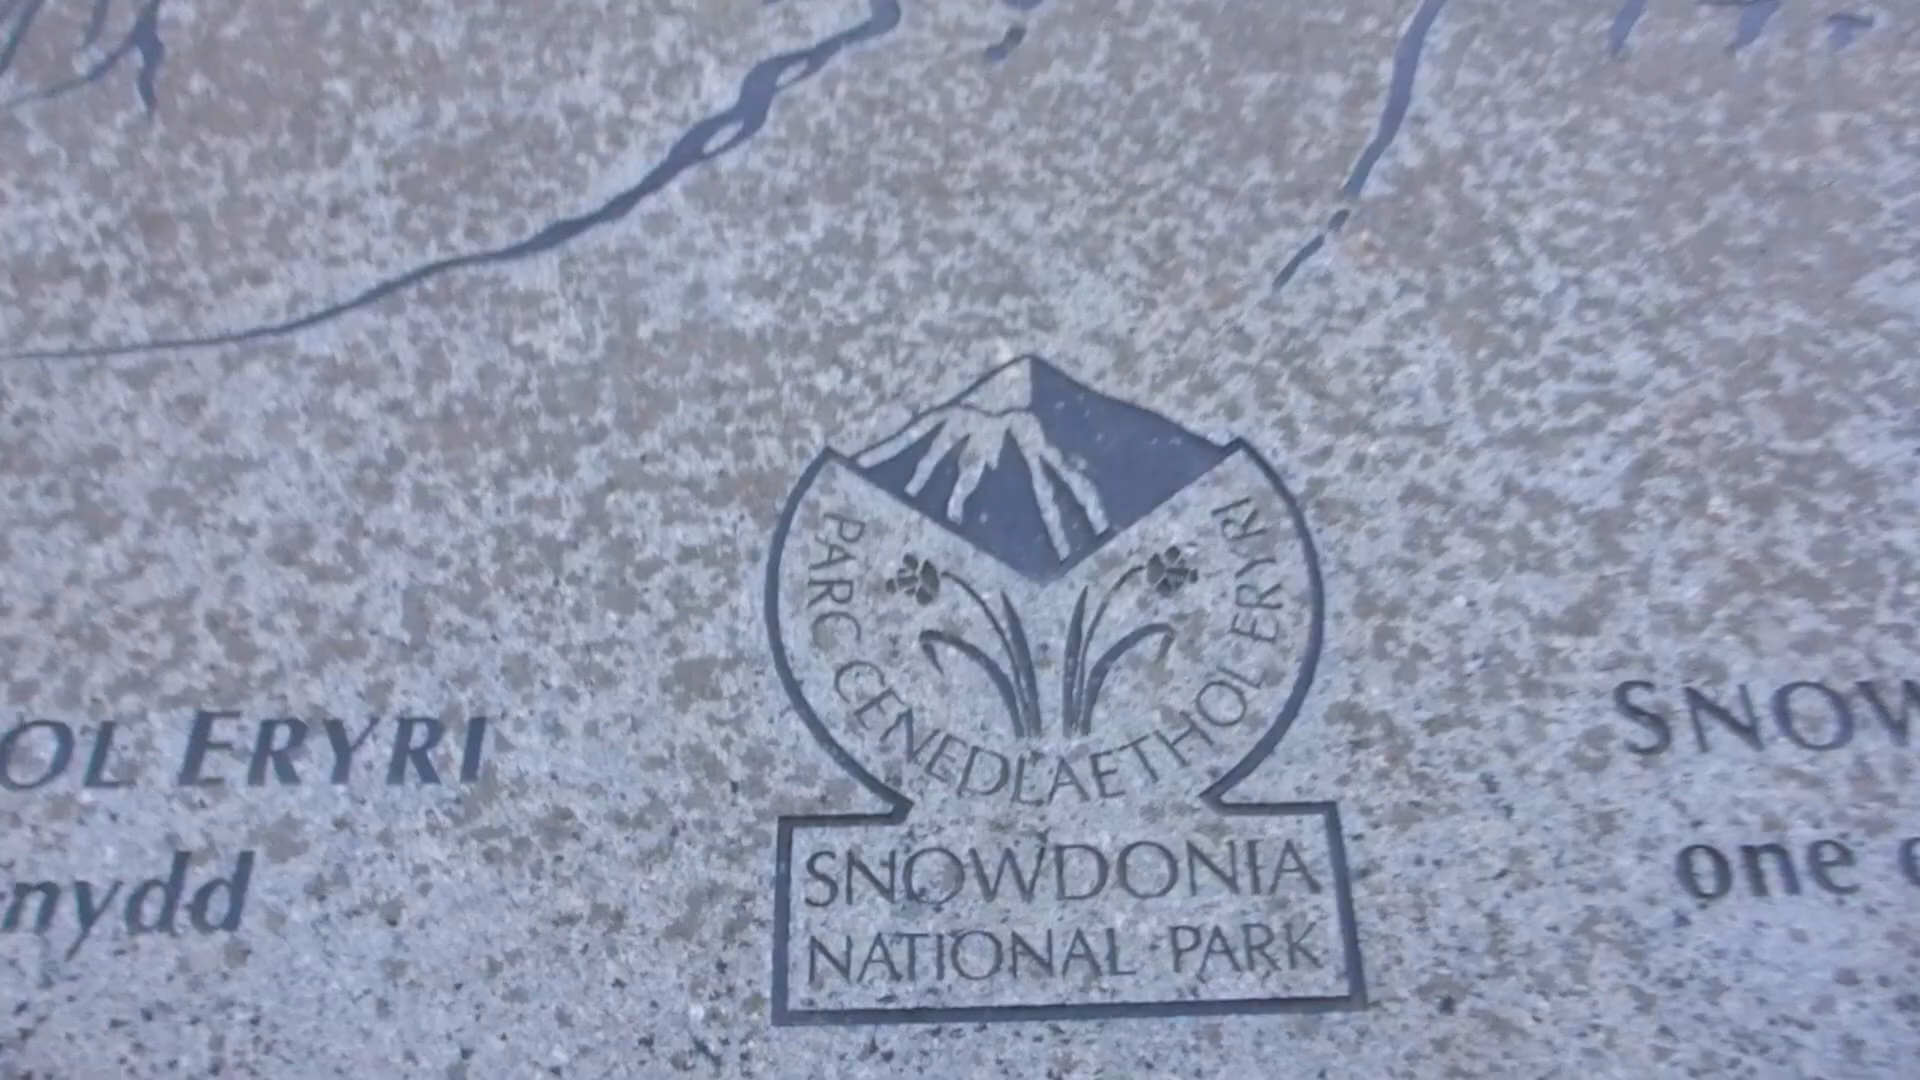 PARC CENEDLAETHOL ERYRI
OL ERYRI
SNOW
nydd
one
SNOWDONIA
NATIONAL PARK